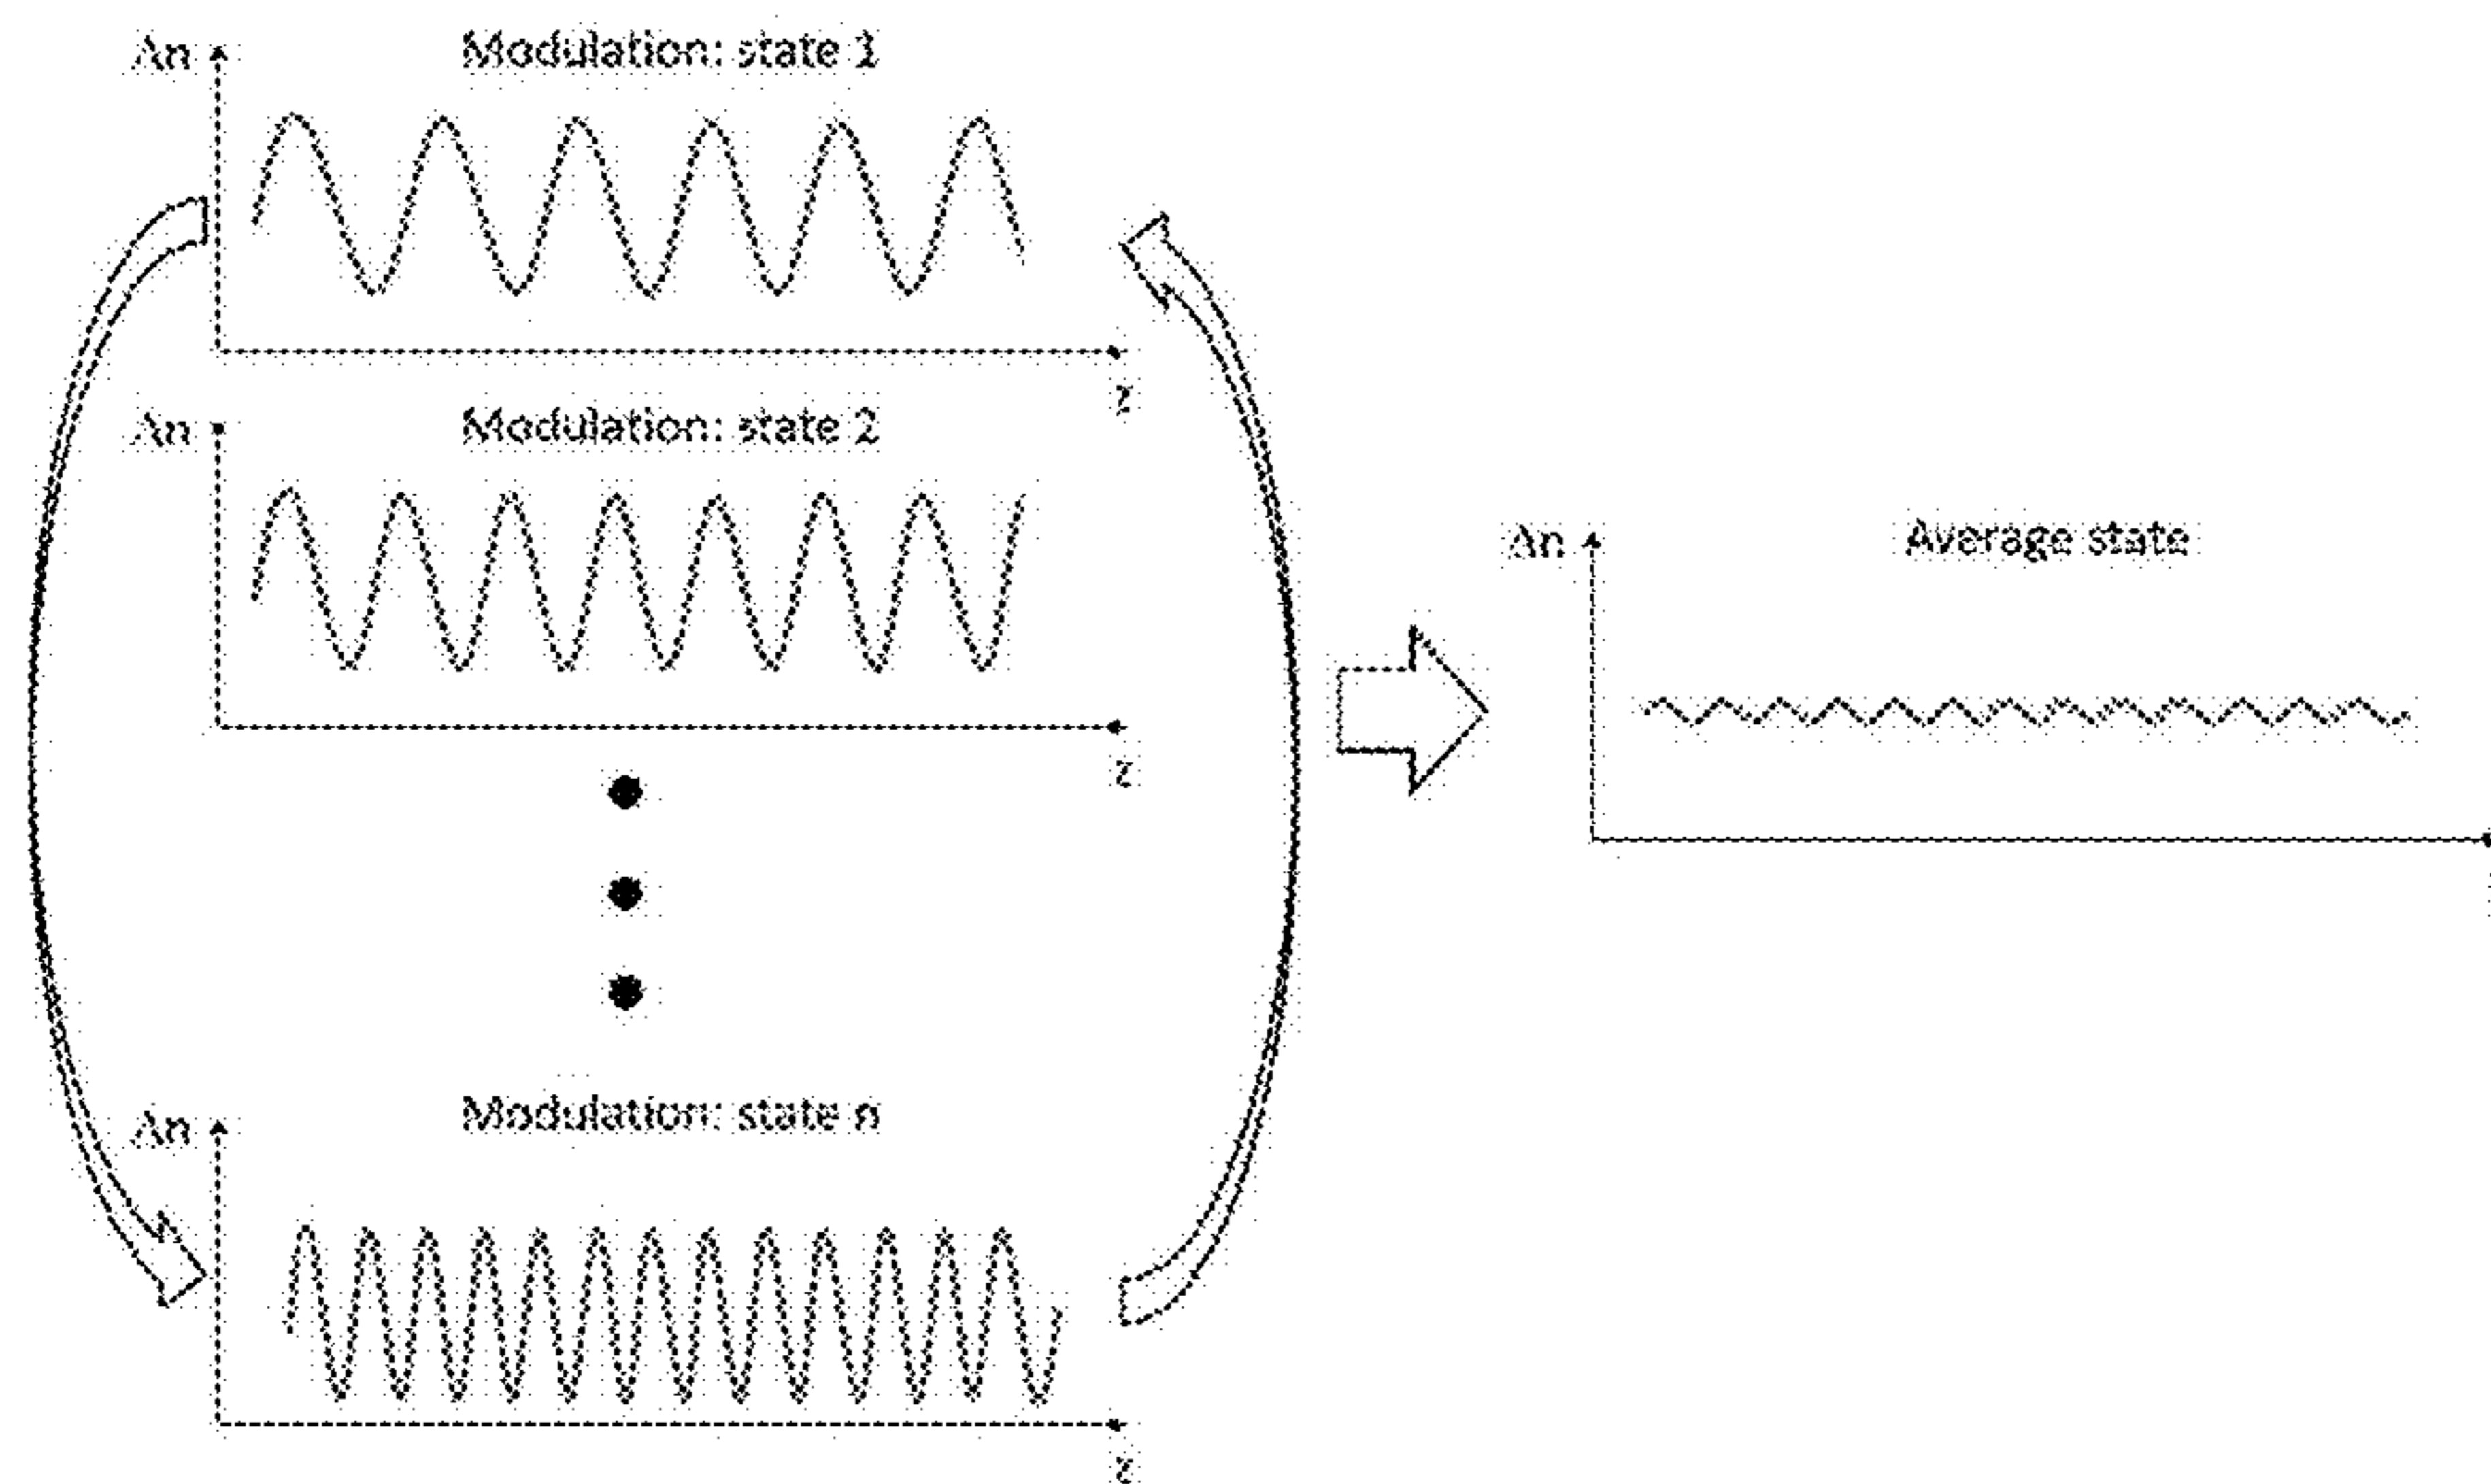 Δn
Modulation: state 1
z
Δn
Modulation: state 2
z
Δn
Average state
Δn
Modulation: state n
z